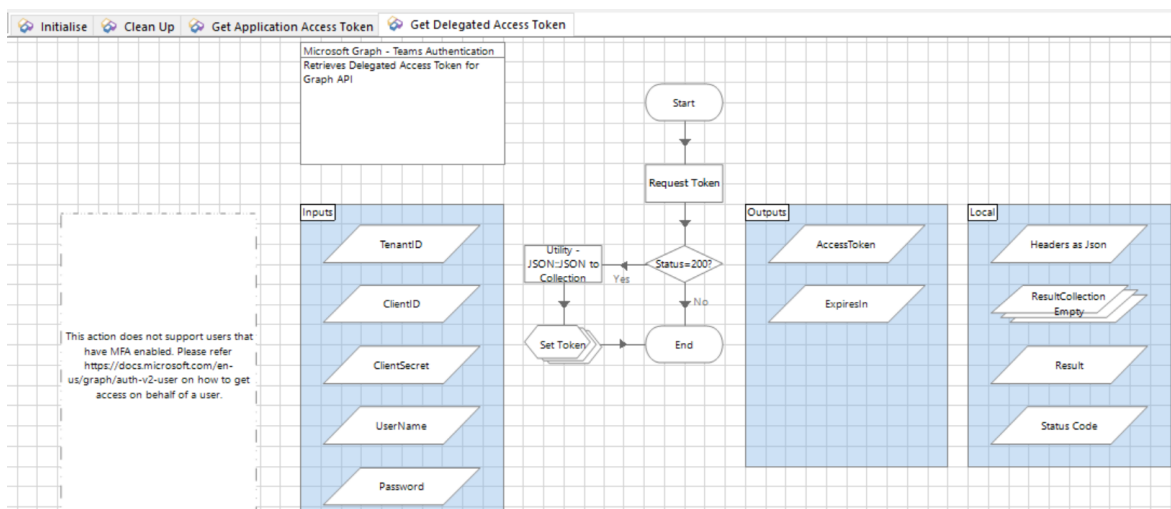 Initialise
Clean Up
Get Application Access Token
Get Delegated Access Token
Microsoft Graph - Teams Authentication
Retrieves Delegated Access Token for
Graph API
Start
Request Token
Status=200?
Yes
No
Utility -
JSON::JSON to
Collection
Set Token
End
This action does not support users that
have MFA enabled. Please refer
https://docs.microsoft.com/en-
us/graph/auth-v2-user on how to get
access on behalf of a user.
Inputs
TenantID
ClientID
ClientSecret
UserName
Password
Outputs
AccessToken
ExpiresIn
Local
Headers as Json
ResultCollection
Empty
Result
Status Code